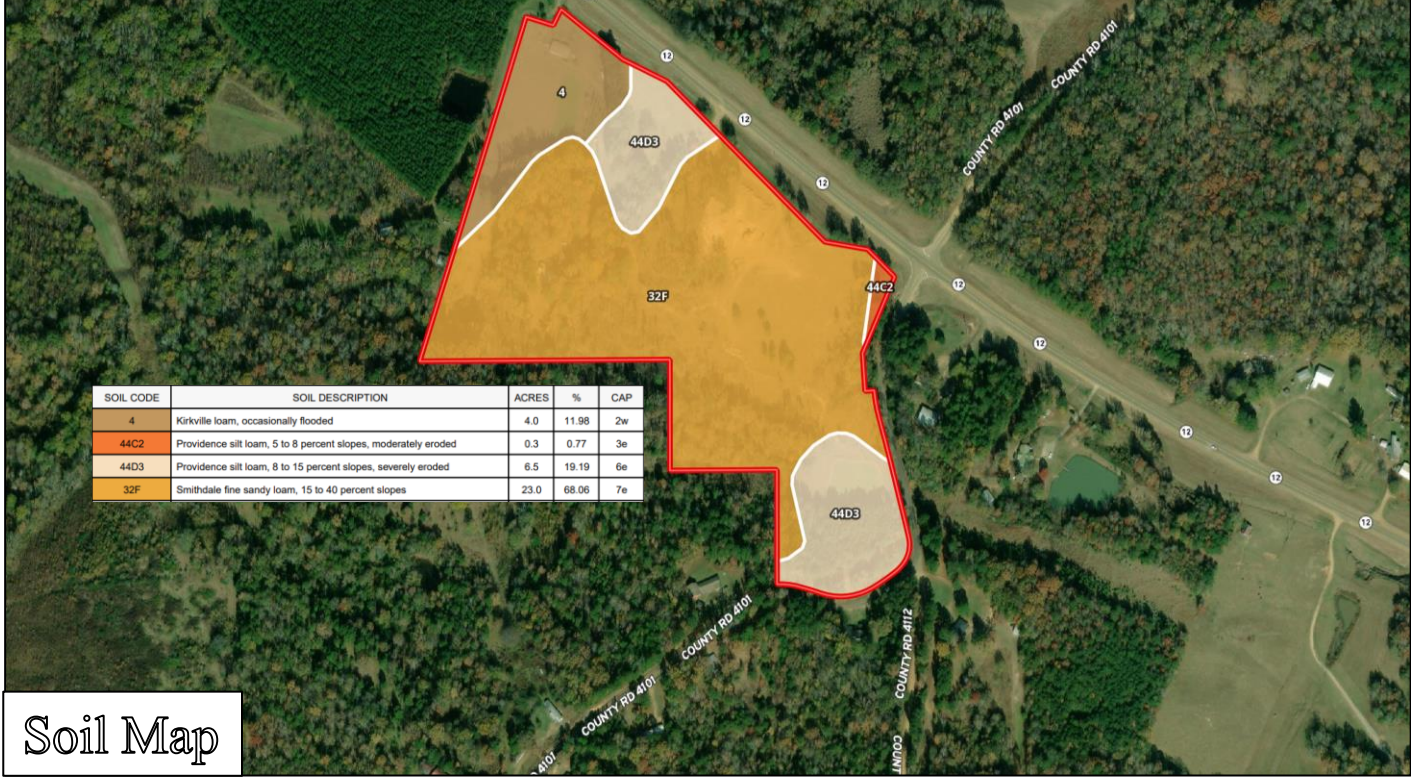 12
COUNTY RD 4101
4
12
44D3
COUNTY RD 4101
12
44C2
12
32F
12
SOIL CODE SOIL DESCRIPTION ACRES % CAP
4 Kirkville loam, occasionally flooded 4.0 11.98 2w
44C2 Providence silt loam, 5 to 8 percent slopes, moderately eroded 0.3 0.77 3e
44D3 Providence silt loam, 8 to 15 percent slopes, severely eroded 6.5 19.19 6e
32F Smithdale fine sandy loam, 15 to 40 percent slopes 23.0 68.06 7e
12
12
44D3
12
COUNTY RD 4101
COUNTY RD 4112
COUNTY RD 4101
COUNT
D 4101
Soil Map